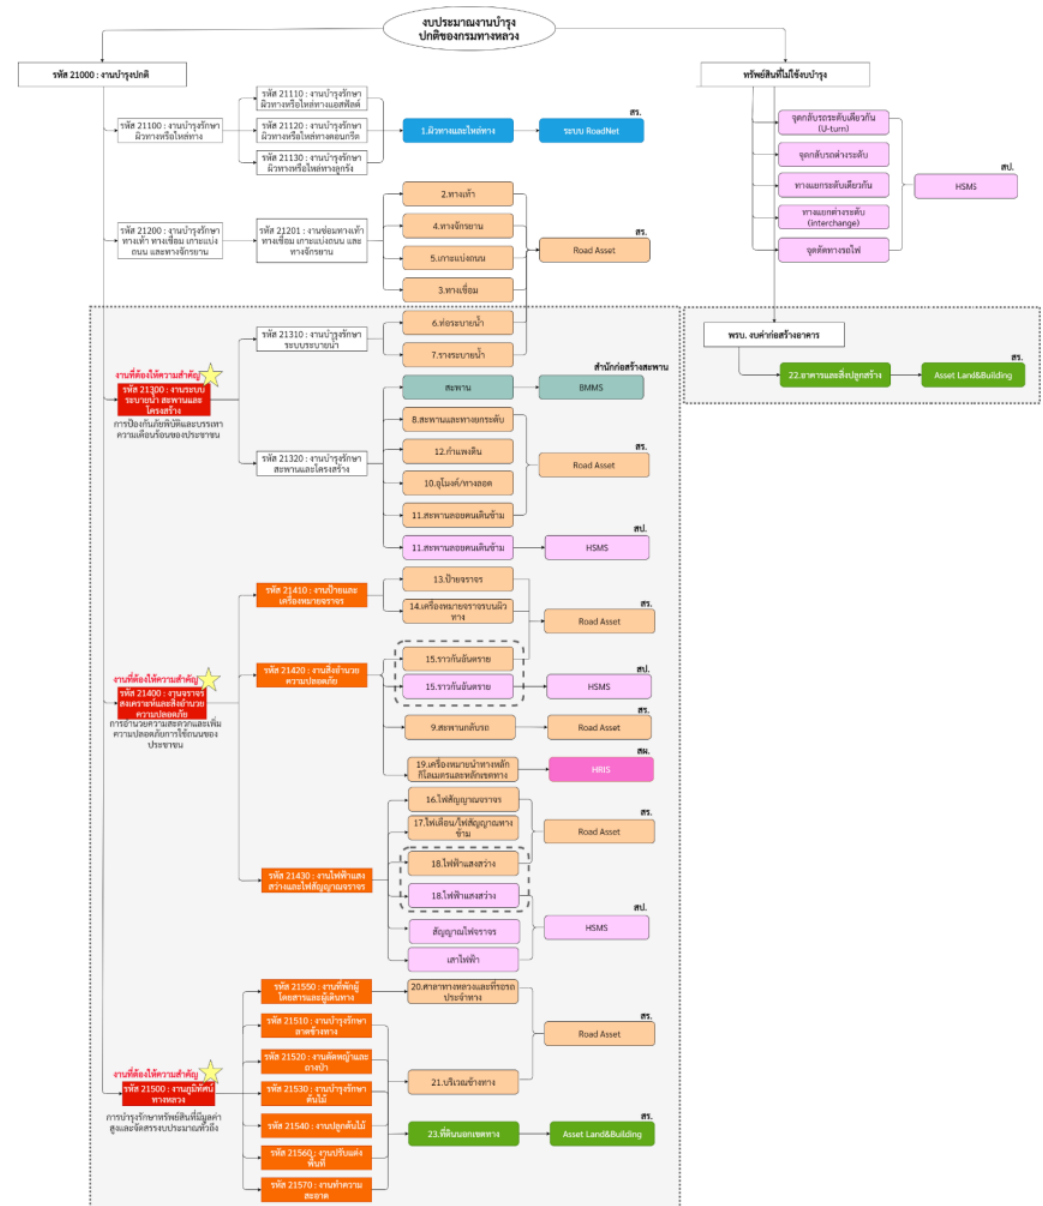 งบประมาณงานบำรุง
ปกติของกรมทางหลวง
รหัส 21000 : งานบำรุงปกติ
ทรัพย์สินที่ไม่ใช้งบบำรุง
รหัส 21100 : งานบำรุงรักษา
ผิวทางหรือไหล่ทาง
รหัส 21110 : งานบำรุงรักษา
ผิวทางหรือไหล่ทางแอสฟัลต์
รหัส 21120 : งานบำรุงรักษา
ผิวทางหรือไหล่ทางคอนกรีต
รหัส 21130 : งานบำรุงรักษา
ผิวทางหรือไหล่ทางลูกรัง
1.ผิวทางและไหล่ทาง
สร.
ระบบ RoadNet
จุดกลับรถระดับเดียวกัน
(U-turn)
จุดกลับรถต่างระดับ
ทางแยกระดับเดียวกัน
ทางแยกต่างระดับ
(interchange)
จุดตัดทางรถไฟ
สป.
HSMS
รหัส 21200 : งานบำรุงรักษา
ทางเท้า ทางเชื่อม เกาะแบ่ง
ถนน และทางจักรยาน
รหัส 21201 : งานซ่อมทางเท้า
ทางเชื่อม เกาะแบ่งถนน และ
ทางจักรยาน
2.ทางเท้า
4.ทางจักรยาน
5.เกาะแบ่งถนน
3.ทางเชื่อม
สร.
Road Asset
พรบ. งบค่าก่อสร้างอาคาร
22.อาคารและสิ่งปลูกสร้าง
สร.
Asset Land&Building
งานที่ต้องให้ความสำคัญ
รหัส 21300 : งานระบบ
ระบายน้ำ สะพานและ
โครงสร้าง
การป้องกันภัยพิบัติและบรรเทา
ความเดือนร้อนของประชาชน
รหัส 21310 : งานบำรุงรักษา
ระบบระบายน้ำ
6.ท่อระบายน้ำ
7.รางระบายน้ำ
รหัส 21320 : งานบำรุงรักษา
สะพานและโครงสร้าง
สะพาน
สำนักก่อสร้างสะพาน
BMMS
8.สะพานและทางยกระดับ
12.กำแพงดิน
10.อุโมงค์/ทางลอด
11.สะพานลอยคนเดินข้าม
สร.
Road Asset
11.สะพานลอยคนเดินข้าม
สป.
HSMS
งานที่ต้องให้ความสำคัญ
รหัส 21400 : งานจราจร
สงเคราะห์และสิ่งอำนวย
ความปลอดภัย
การอำนวยความสะดวกและเพิ่ม
ความปลอดภัยการใช้ถนนของ
ประชาชน
รหัส 21410 : งานป้ายและ
เครื่องหมายจราจร
13.ป้ายจราจร
14.เครื่องหมายจราจรบนผิว
ทาง
สร.
Road Asset
รหัส 21420 : งานสิ่งอำนวย
ความปลอดภัย
15.ราวกันอันตราย
15.ราวกันอันตราย
สป.
HSMS
9.สะพานกลับรถ
สร.
Road Asset
19.เครื่องหมายนำทางหลัก
กิโลเมตรและหลักเขตทาง
สผ.
HRIS
รหัส 21430 : งานไฟฟ้าแสง
สว่างและไฟสัญญาณจราจร
16.ไฟสัญญาณจราจร
17.ไฟเตือน/ไฟสัญญาณทาง
ข้าม
18.ไฟฟ้าแสงสว่าง
สร.
Road Asset
18.ไฟฟ้าแสงสว่าง
สัญญาณไฟจราจร
เสาไฟฟ้า
สป.
HSMS
งานที่ต้องให้ความสำคัญ
รหัส 21500 : งานภูมิทัศน์
ทางหลวง
การบำรุงรักษาทรัพย์สินที่มีมูลค่า
สูงและจัดสรรงบประมาณทั่วถึง
รหัส 21550 : งานที่พักผู้
โดยสารและผู้เดินทาง
รหัส 21510 : งานบำรุงรักษา
ลาดข้างทาง
รหัส 21520 : งานตัดหญ้าและ
ถางป่า
รหัส 21530 : งานบำรุงรักษา
ต้นไม้
รหัส 21540 : งานปลูกต้นไม้
รหัส 21560 : งานปรับแต่ง
พื้นที่
รหัส 21570 : งานทำความ
สะอาด
20.ศาลาทางหลวงและที่รอรถ
ประจำทาง
21.บริเวณข้างทาง
สร.
Road Asset
23.ที่ดินนอกเขตทาง
สร.
Asset Land&Building